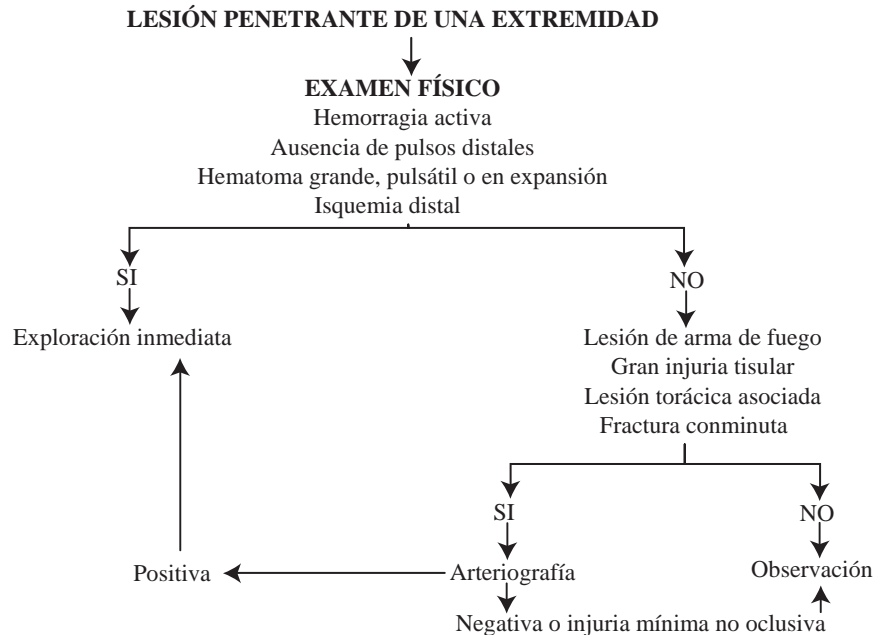 LESIÓN PENETRANTE DE UNA EXTREMIDAD
EXAMEN FÍSICO
Hemorragia activa
Ausencia de pulsos distales
Hematoma grande, pulsátil o en expansión
Isquemia distal
SI
NO
Exploración inmediata
Lesión de arma de fuego
Gran injuria tisular
Lesión torácica asociada
Fractura conminuta
SI
NO
Positiva
Arteriografía
Observación
Negativa o injuria mínima no oclusiva